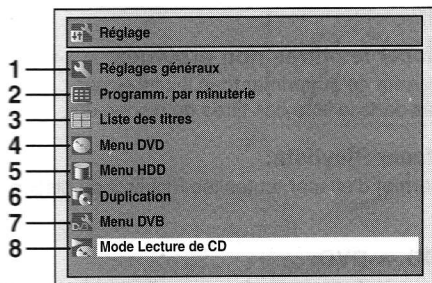 Réglage
1 Réglages généraux
2 Programm. par minuterie
3 Liste des titres
4 Menu DVD
5 Menu HDD
6 Duplication
7 Menu DVB
8 Mode Lecture de CD